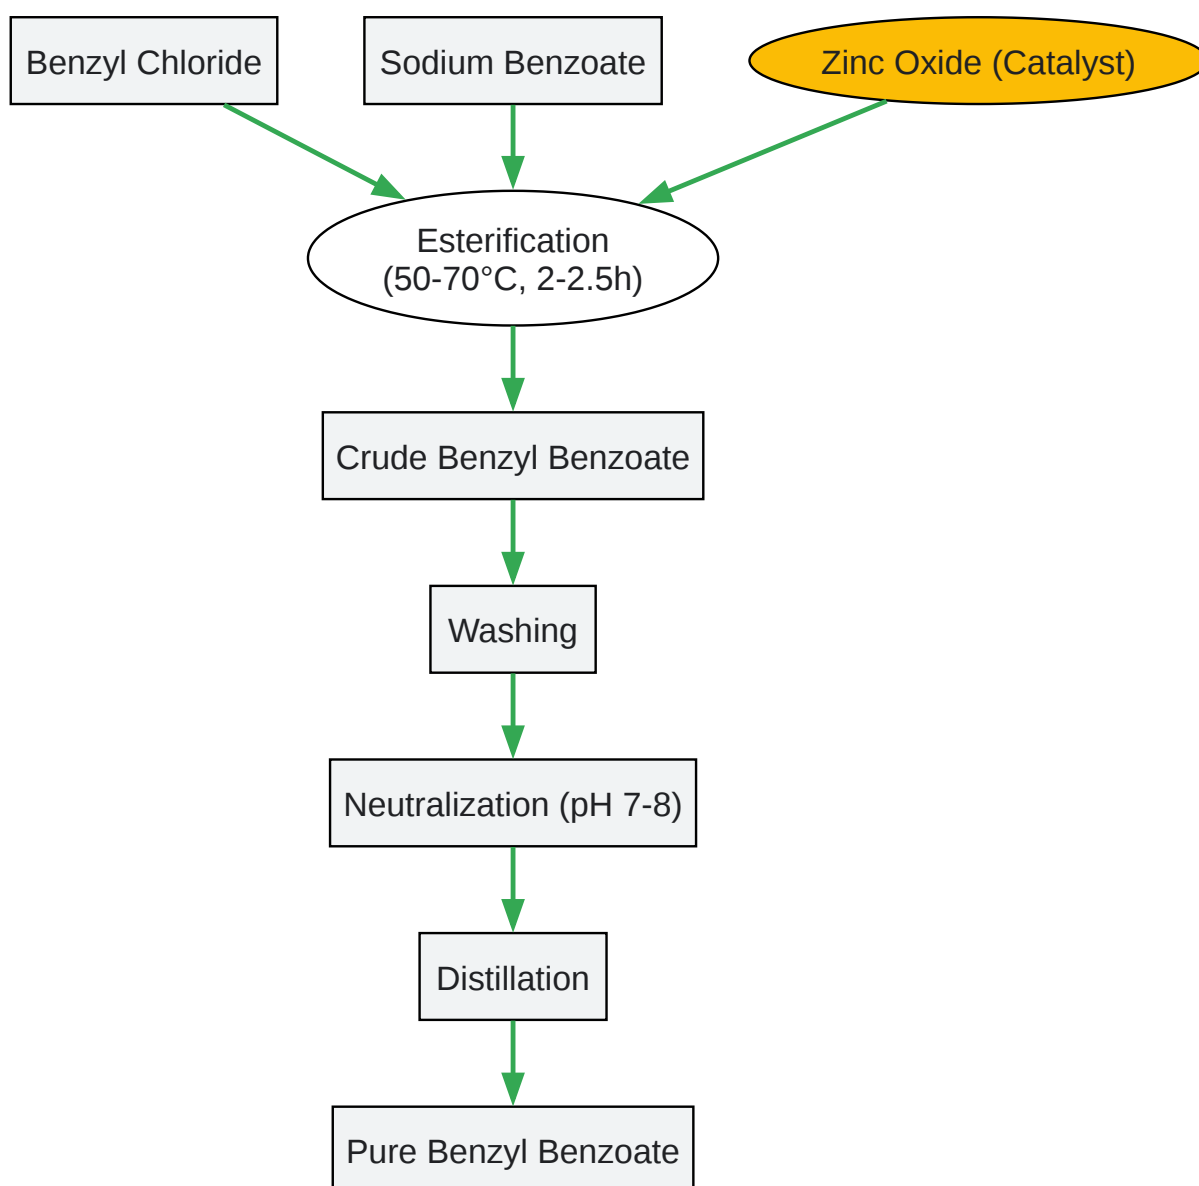 Benzyl Chloride
Sodium Benzoate
Zinc Oxide (Catalyst)
Esterification
(50-70°C, 2-2.5h)
Crude Benzyl Benzoate
Washing
Neutralization (pH 7-8)
Distillation
Pure Benzyl Benzoate